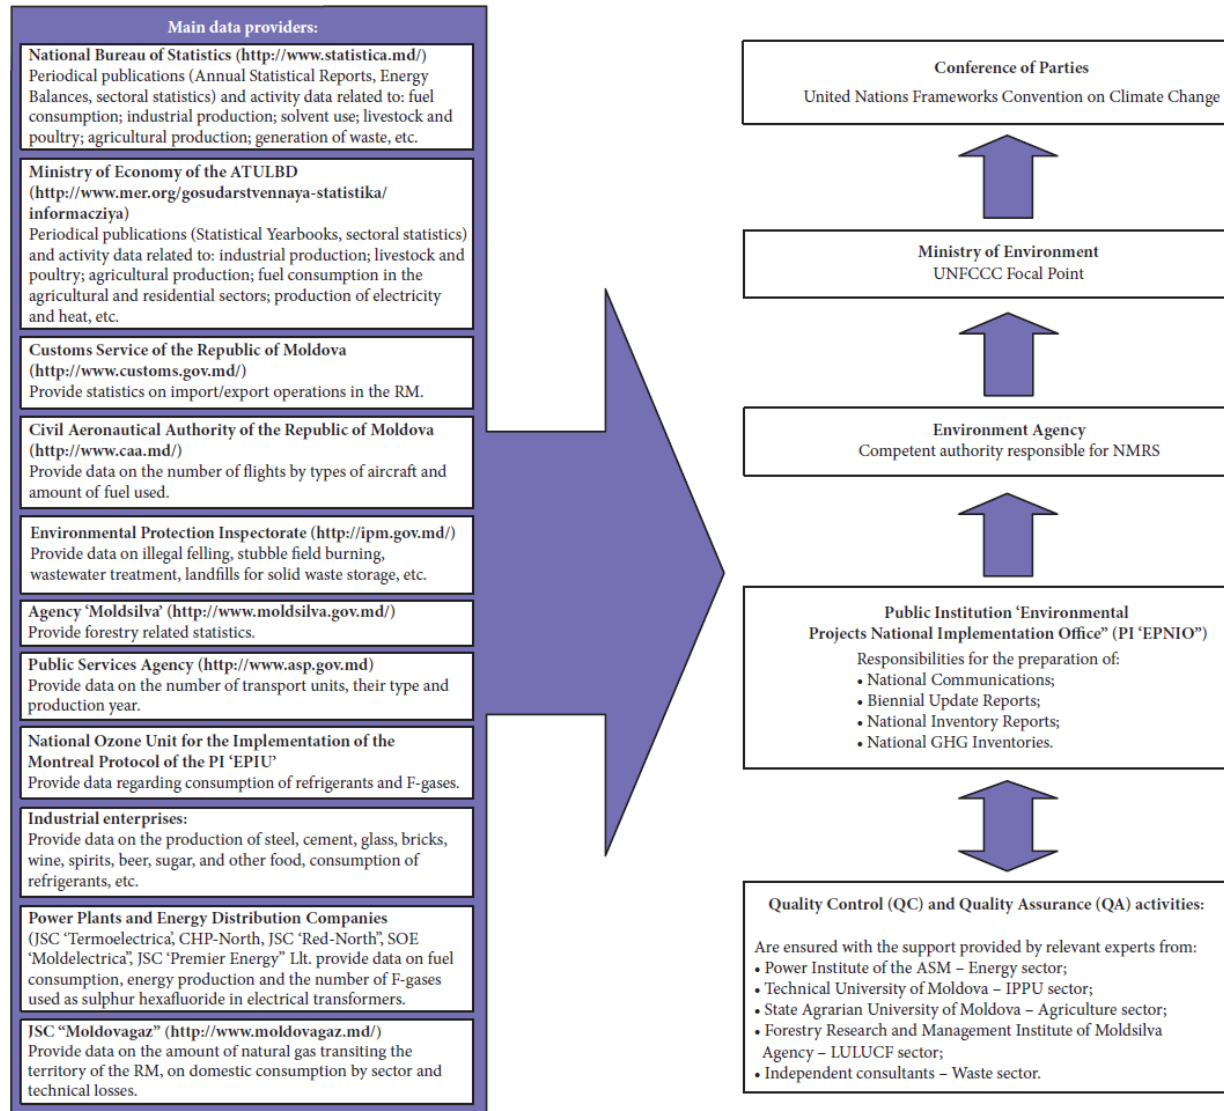 Main data providers:
National Bureau of Statistics (http://www.statistica.md/)
Periodical publications (Annual Statistical Reports, Energy
Balances, sectoral statistics) and activity data related to: fuel
consumption; industrial production; solvent use; livestock and
poultry; agricultural production; generation of waste, etc.
Ministry of Economy of the ATULBD
(http://www.mer.org/gosudarstvennaya-statistika/
informacziya)
Periodical publications (Statistical Yearbooks, sectoral statistics)
and activity data related to: industrial production; livestock and
poultry; agricultural production; fuel consumption in the
agricultural and residential sectors; production of electricity
and heat, etc.
Customs Service of the Republic of Moldova
(http://www.customs.gov.md/)
Provide statistics on import/export operations in the RM.
Civil Aeronautical Authority of the Republic of Moldova
(http://www.caa.md/)
Provide data on the number of flights by types of aircraft and
amount of fuel used.
Environmental Protection Inspectorate (http://ipm.gov.md/)
Provide data on illegal felling, stubble field burning,
wastewater treatment, landfills for solid waste storage, etc.
Agency 'Moldsilva' (http://www.moldsilva.gov.md/)
Provide forestry related statistics.
Public Services Agency (http://www.asp.gov.md)
Provide data on the number of transport units, their type and
production year.
National Ozone Unit for the Implementation of the
Montreal Protocol of the PI 'EPIU'
Provide data regarding consumption of refrigerants and F-gases.
Industrial enterprises:
Provide data on the production of steel, cement, glass, bricks,
wine, spirits, beer, sugar, and other food, consumption of
refrigerants, etc.
Power Plants and Energy Distribution Companies
(JSC 'Termoelectrica', CHP-North, JSC 'Red-North", SOE
'Moldelectrica", JSC 'Premier Energy" Llt. provide data on fuel
consumption, energy production and the number of F-gases
used as sulphur hexafluoride in electrical transformers.
JSC "Moldovagaz" (http://www.moldovagaz.md/)
Provide data on the amount of natural gas transiting the
territory of the RM, on domestic consumption by sector and
technical losses.
Conference of Parties
United Nations Frameworks Convention on Climate Change
Ministry of Environment
UNFCCC Focal Point
Environment Agency
Competent authority responsible for NMRS
Public Institution 'Environmental
Projects National Implementation Office" (PI 'EPNIO")
Responsibilities for the preparation of:
• National Communications;
• Biennial Update Reports;
• National Inventory Reports;
• National GHG Inventories.
Quality Control (QC) and Quality Assurance (QA) activities:
Are ensured with the support provided by relevant experts from:
• Power Institute of the ASM – Energy sector;
• Technical University of Moldova – IPPU sector;
• State Agrarian University of Moldova – Agriculture sector;
• Forestry Research and Management Institute of Moldsilva
Agency – LULUCF sector;
• Independent consultants – Waste sector.